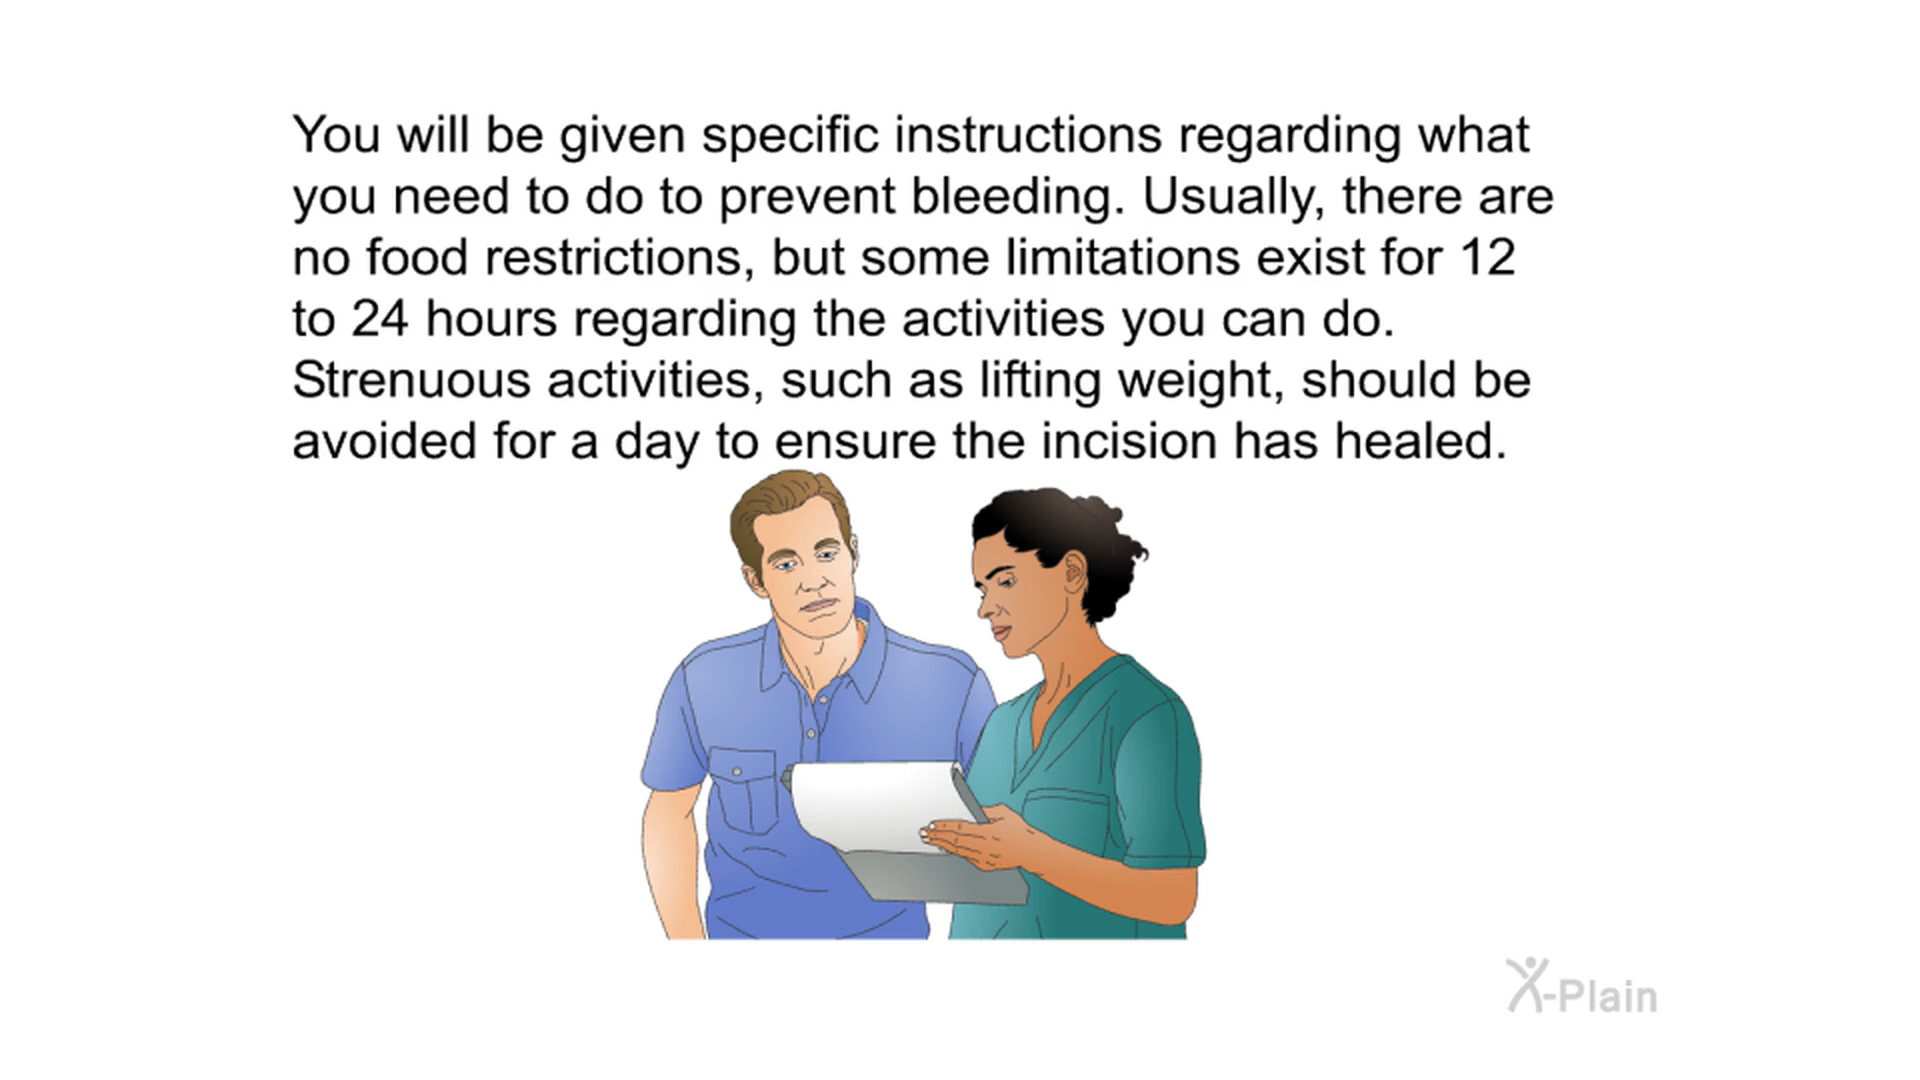 You will be given specific instructions regarding what
you need to do to prevent bleeding. Usually, there are
no food restrictions, but some limitations exist for 12
to 24 hours regarding the activities you can do.
Strenuous activities, such as lifting weight, should be
avoided for a day to ensure the incision has healed.
X-Plain